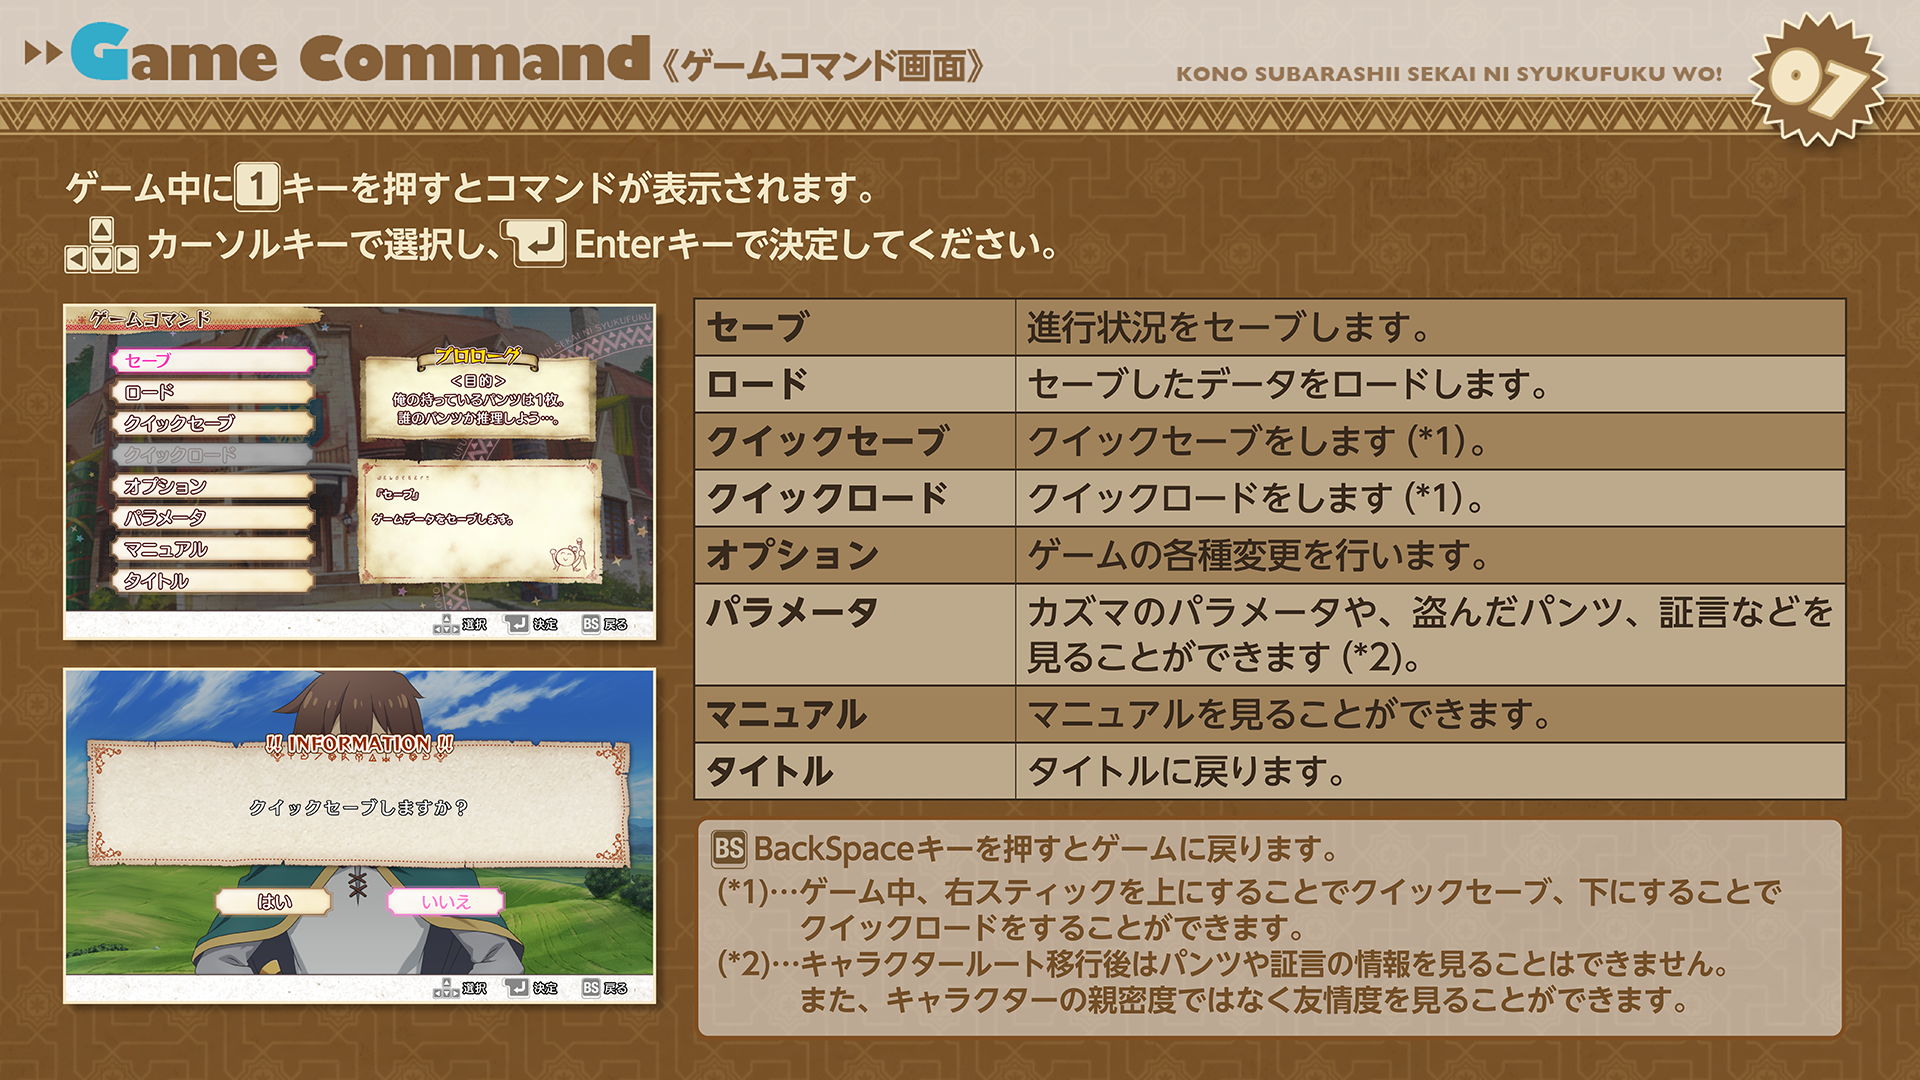 Game Command《ゲームコマンド画面》
KONO SUBARASHII SEKAI NI SYUKUFUKU WO!
07
ゲーム中に1キーを押すとコマンドが表示されます。
カーソルキーで選択し、Enterキーで決定してください。
ゲームコマンド
セーブ
ロード
クイックセーブ
クイックロード
オプション
パラメータ
マニュアル
タイトル
プロローグ
＜目的＞
俺の持っているパンツは1枚。
誰のパンツか推理しよう…。
『セーブ』
ゲームデータをセーブします。
選択 決定 BS 戻る
!! INFORMATION !!
クイックセーブしますか？
はい いいえ
選択 決定 BS 戻る
セーブ 進行状況をセーブします。
ロード セーブしたデータをロードします。
クイックセーブ クイックセーブをします (*1)。
クイックロード クイックロードをします (*1)。
オプション ゲームの各種変更を行います。
パラメータ カズマのパラメータや、盗んだパンツ、証言などを
見ることができます (*2)。
マニュアル マニュアルを見ることができます。
タイトル タイトルに戻ります。
BS BackSpaceキーを押すとゲームに戻ります。
(*1)…ゲーム中、右スティックを上にすることでクイックセーブ、下にすることで
クイックロードをすることができます。
(*2)…キャラクタールート移行後はパンツや証言の情報を見ることはできません。
また、キャラクターの親密度ではなく友情度を見ることができます。